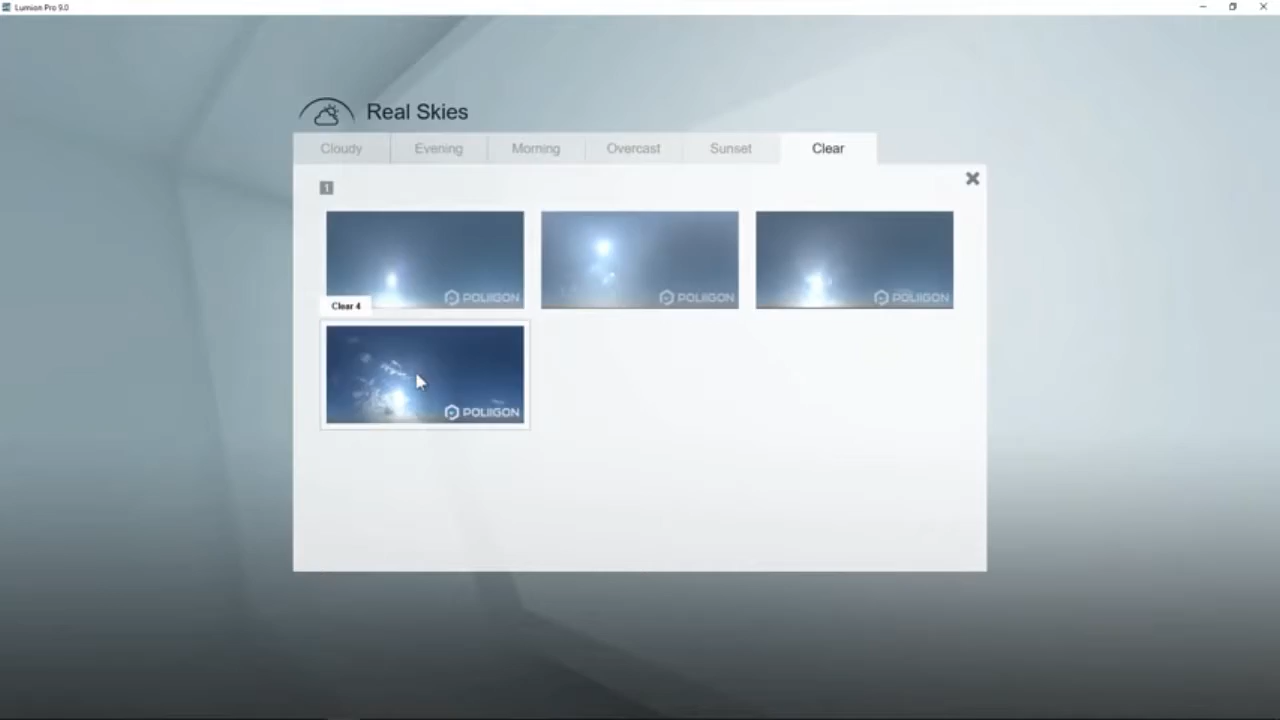 Lumion Pro 9.0
Real Skies
Cloudy
Evening
Morning
Overcast
Sunset
Clear
1
POLIIGON
POLIIGON
POLIIGON
Clear 4
POLIIGON